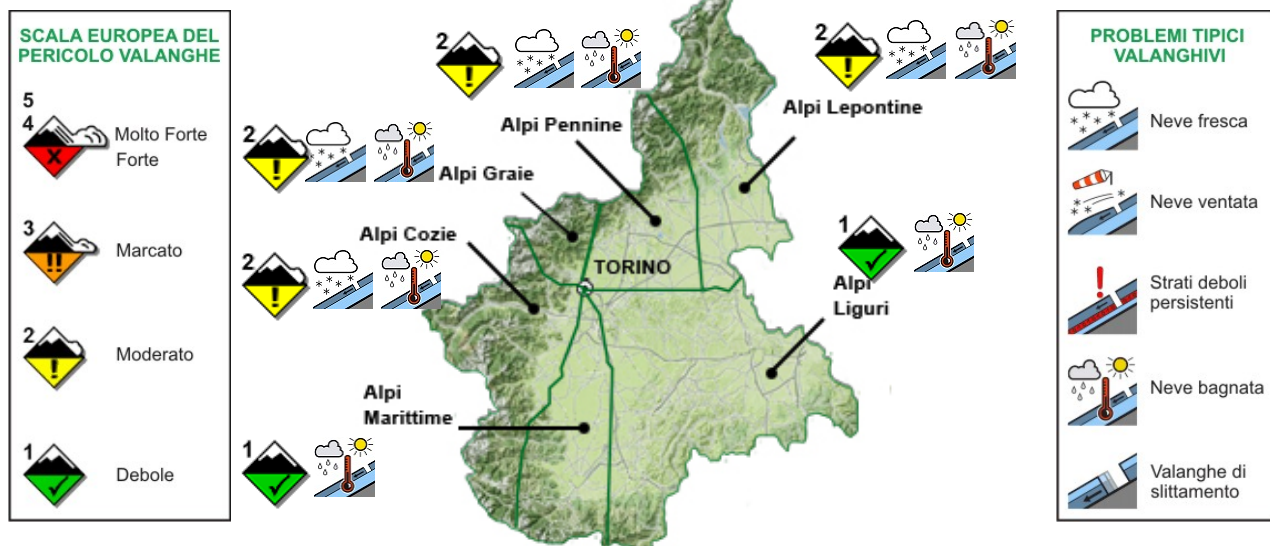 SCALA EUROPEA DEL
PERICOLO VALANGHE
5
4
Molto Forte
Forte
3
Marcato
2
Moderato
1
Debole
2
2
2
2
1
1
Alpi Lepontine
Alpi Pennine
Alpi Graie
Alpi Cozie
TORINO
Alpi
Liguri
Alpi
Marittime
PROBLEMI TIPICI
VALANGHIVI
Neve fresca
Neve ventata
Strati deboli
persistenti
Neve bagnata
Valanghe di
slittamento